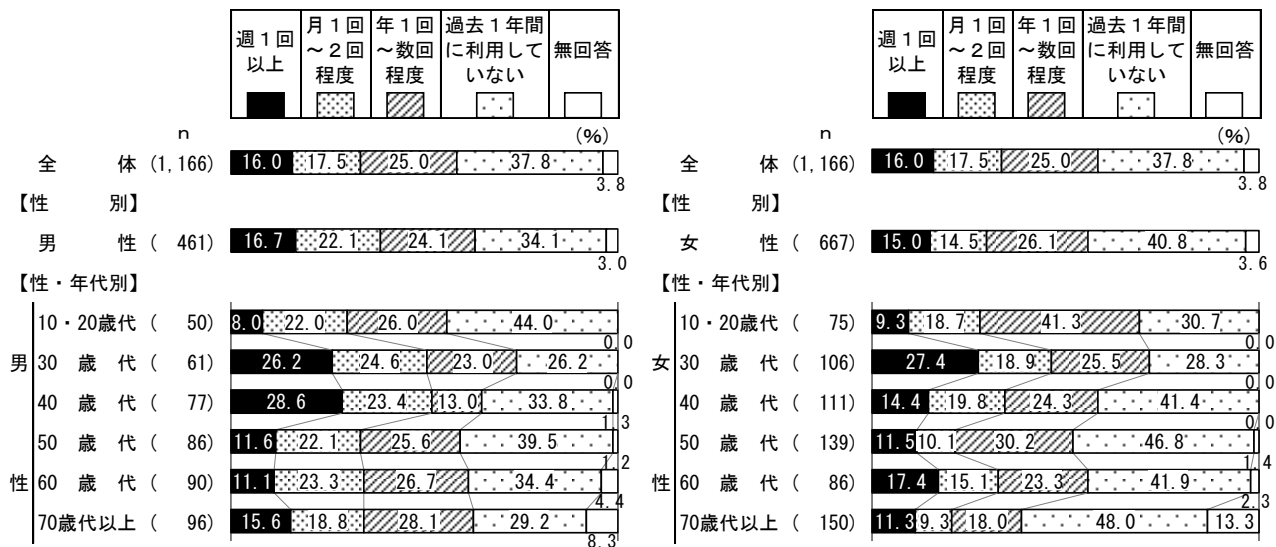 週１回以上 月１回～２回程度 年１回～数回程度 過去１年間に利用していない 無回答
n (%)
全体 (1,166) 16.0 17.5 25.0 37.8 3.8
【性別】
男性 (461) 16.7 22.1 24.1 34.1 3.0
【性・年代別】
男性
10・20歳代 (50) 8.0 22.0 26.0 44.0 0.0
30歳代 (61) 26.2 24.6 23.0 26.2 0.0
40歳代 (77) 28.6 23.4 13.0 33.8 1.3
50歳代 (86) 11.6 22.1 25.6 39.5 1.2
60歳代 (90) 11.1 23.3 26.7 34.4 4.4
70歳代以上 (96) 15.6 18.8 28.1 29.2 8.3
週１回以上 月１回～２回程度 年１回～数回程度 過去１年間に利用していない 無回答
n (%)
全体 (1,166) 16.0 17.5 25.0 37.8 3.8
【性別】
女性 (667) 15.0 14.5 26.1 40.8 3.6
【性・年代別】
女性
10・20歳代 (75) 9.3 18.7 41.3 30.7 0.0
30歳代 (106) 27.4 18.9 25.5 28.3 0.0
40歳代 (111) 14.4 19.8 24.3 41.4 0.0
50歳代 (139) 11.5 10.1 30.2 46.8 1.4
60歳代 (86) 17.4 15.1 23.3 41.9 2.3
70歳代以上 (150) 11.3 9.3 18.0 48.0 13.3